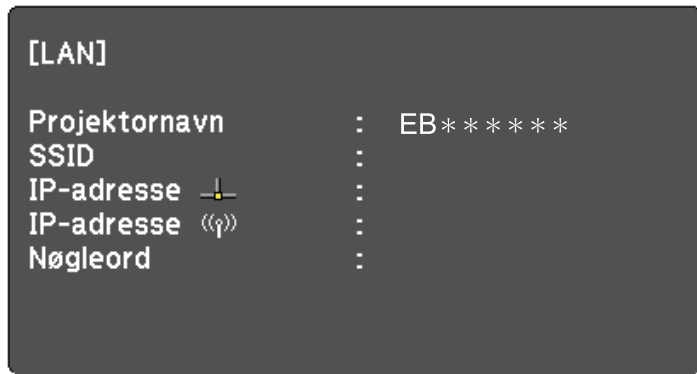 [LAN]
Projektornavn : EB∗∗∗∗∗∗
SSID :
IP-adresse :
IP-adresse :
Nøgleord :